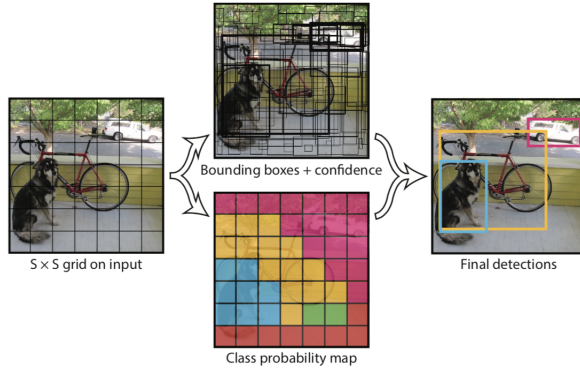 Bounding boxes + confidence
S × S grid on input
Final detections
Class probability map